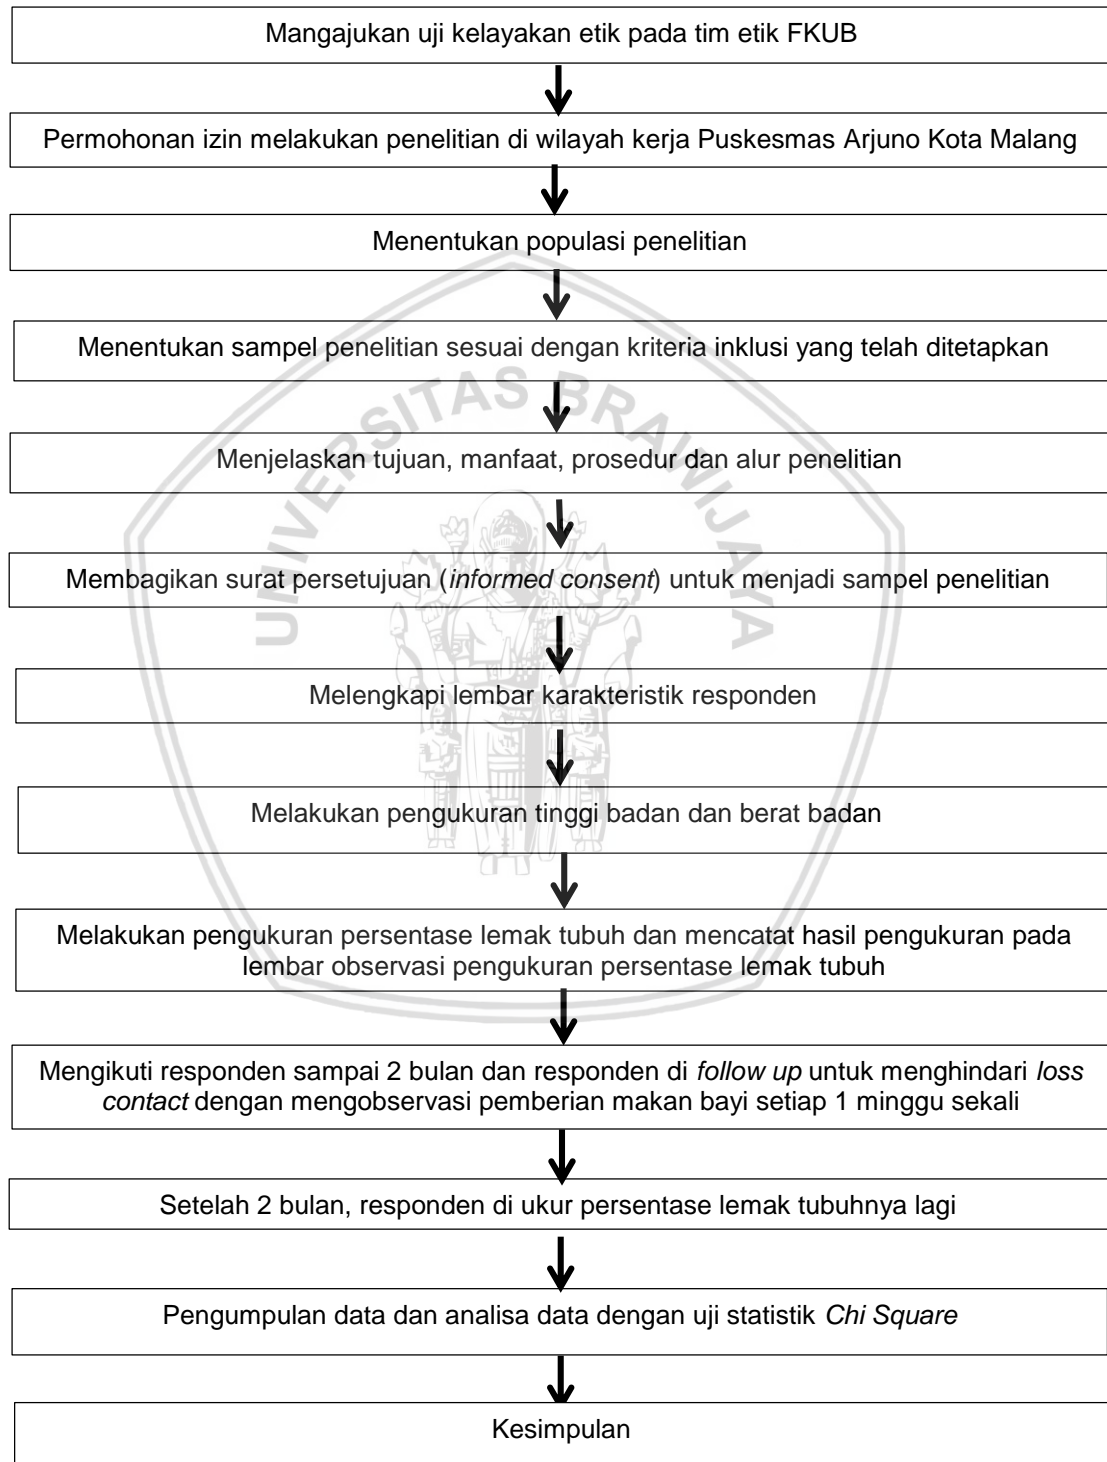 Mangajukan uji kelayakan etik pada tim etik FKUB
Permohonan izin melakukan penelitian di wilayah kerja Puskesmas Arjuno Kota Malang
Menentukan populasi penelitian
Menentukan sampel penelitian sesuai dengan kriteria inklusi yang telah ditetapkan
UNIVERSITAS BRAWIJAYA
Menjelaskan tujuan, manfaat, prosedur dan alur penelitian
Membagikan surat persetujuan (informed consent) untuk menjadi sampel penelitian
Melengkapi lembar karakteristik responden
Melakukan pengukuran tinggi badan dan berat badan
Melakukan pengukuran persentase lemak tubuh dan mencatat hasil pengukuran pada
lembar observasi pengukuran persentase lemak tubuh
Mengikuti responden sampai 2 bulan dan responden di follow up untuk menghindari loss
contact dengan mengobservasi pemberian makan bayi setiap 1 minggu sekali
Setelah 2 bulan, responden di ukur persentase lemak tubuhnya lagi
Pengumpulan data dan analisa data dengan uji statistik Chi Square
Kesimpulan